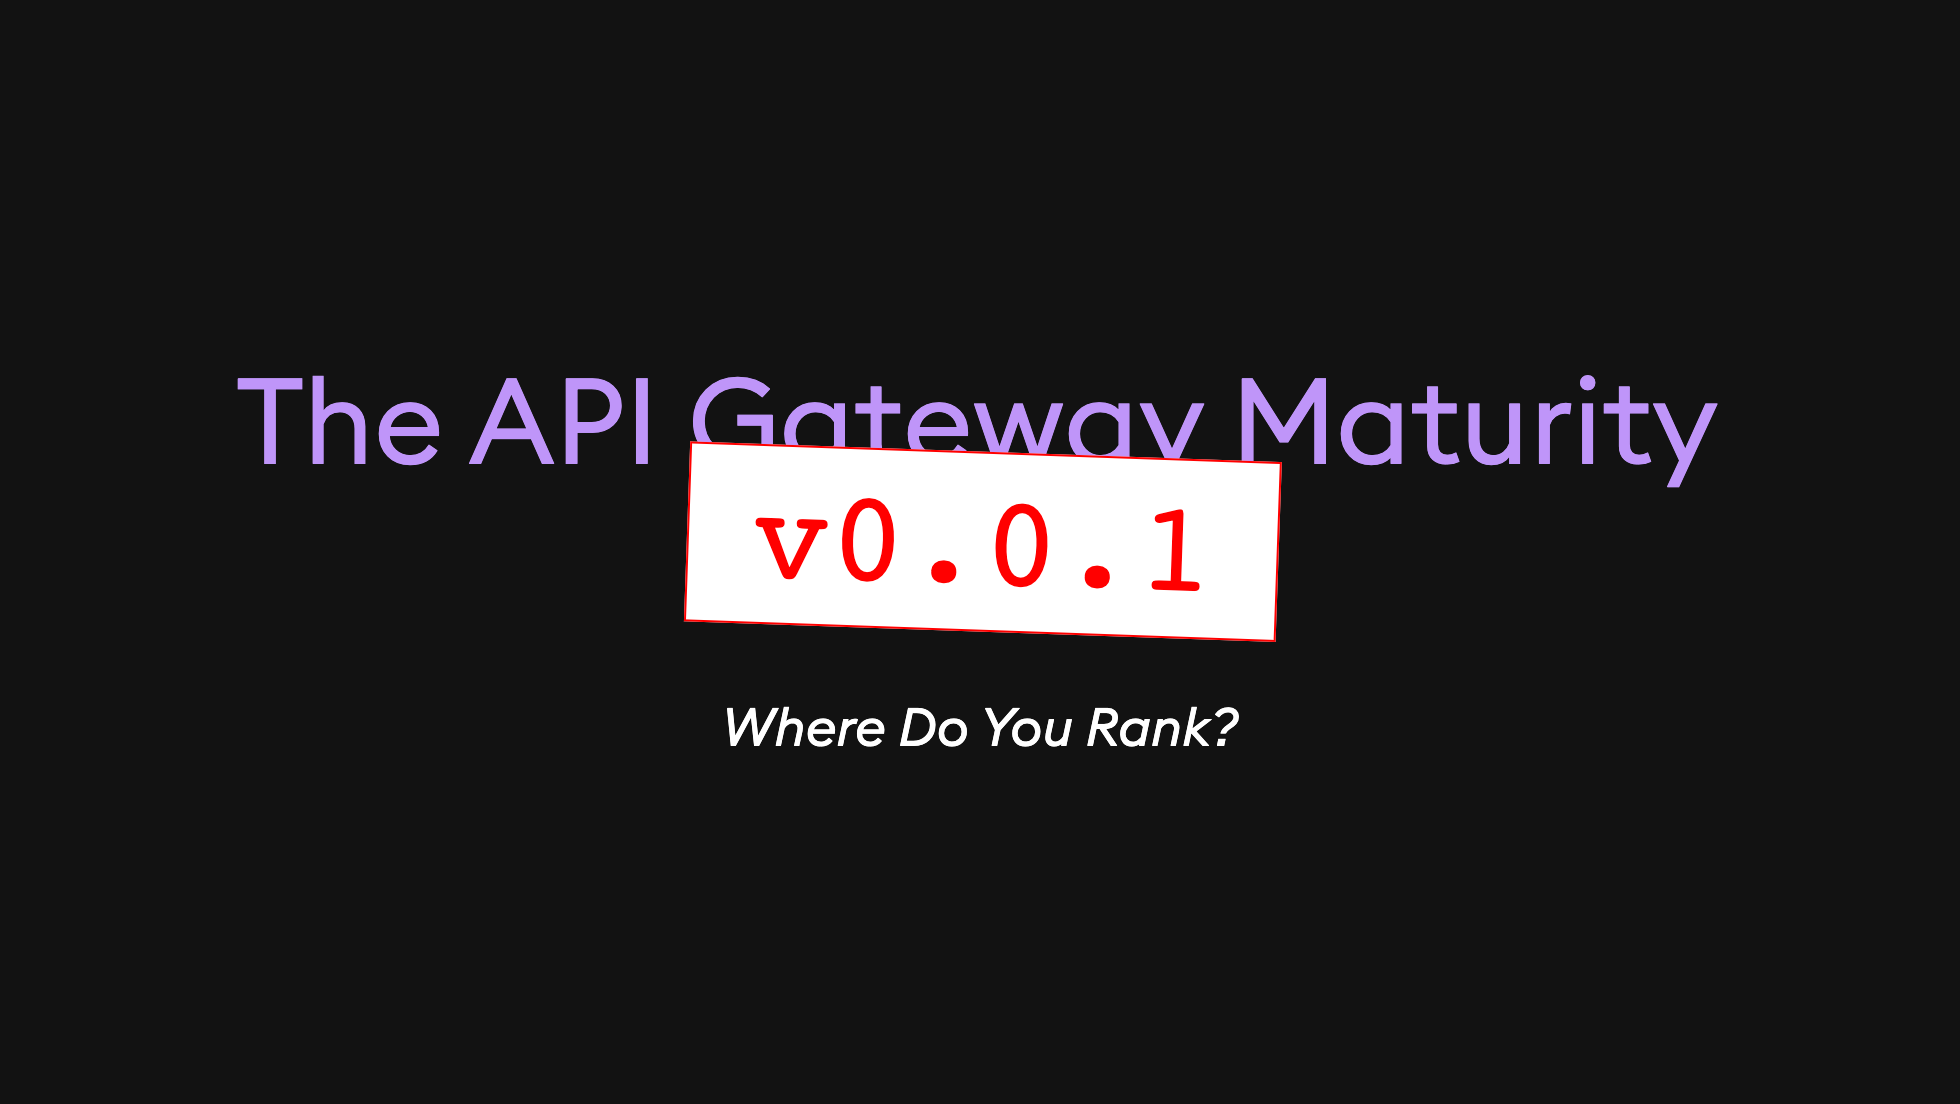 The API Gateway Maturity
v0.0.1
Where Do You Rank?